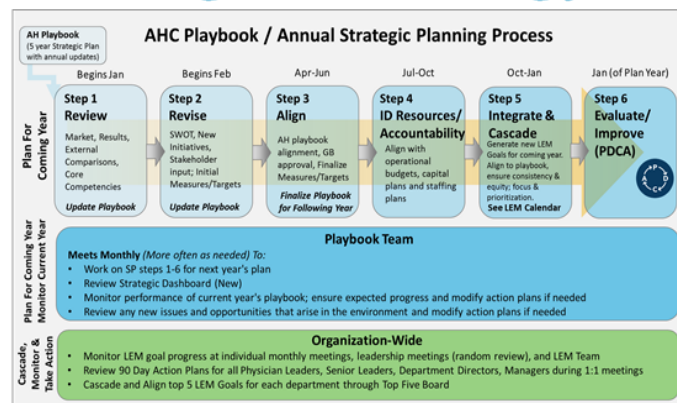 AH Playbook
(5 year Strategic Plan
with annual updates)
AHC Playbook / Annual Strategic Planning Process
Begins Jan
Begins Feb
Apr-Jun
Jul-Oct
Oct-Jan
Jan (of Plan Year)
Plan For
Coming Year
Step 1
Review
Market, Results,
External
Comparisons,
Core
Competencies
Update Playbook
Step 2
Revise
SWOT, New
Initiatives,
Stakeholder
input; Initial
Measures/Targets
Update Playbook
Step 3
Align
AH playbook
alignment, GB
approval, Finalize
Measures/Targets
Finalize Playbook
for Following Year
Step 4
ID Resources/
Accountability
Align with
operational
budgets, capital
plans and staffing
plans
Step 5
Integrate &
Cascade
Generate new LEM
Goals for coming year.
Align to playbook,
ensure consistency &
equity; focus &
prioritization.
See LEM Calendar
Step 6
Evaluate/
Improve
(PDCA)
P
D
C
A
Plan For Coming Year
Monitor Current Year
Playbook Team
Meets Monthly (More often as needed) To:
• Work on SP steps 1-6 for next year's plan
• Review Strategic Dashboard (New)
• Monitor performance of current year's playbook; ensure expected progress and modify action plans if needed
• Review any new issues and opportunities that arise in the environment and modify action plans if needed
Cascade,
Monitor &
Take Action
Organization-Wide
• Monitor LEM goal progress at individual monthly meetings, leadership meetings (random review), and LEM Team
• Review 90 Day Action Plans for all Physician Leaders, Senior Leaders, Department Directors, Managers during 1:1 meetings
• Cascade and Align top 5 LEM Goals for each department through Top Five Board